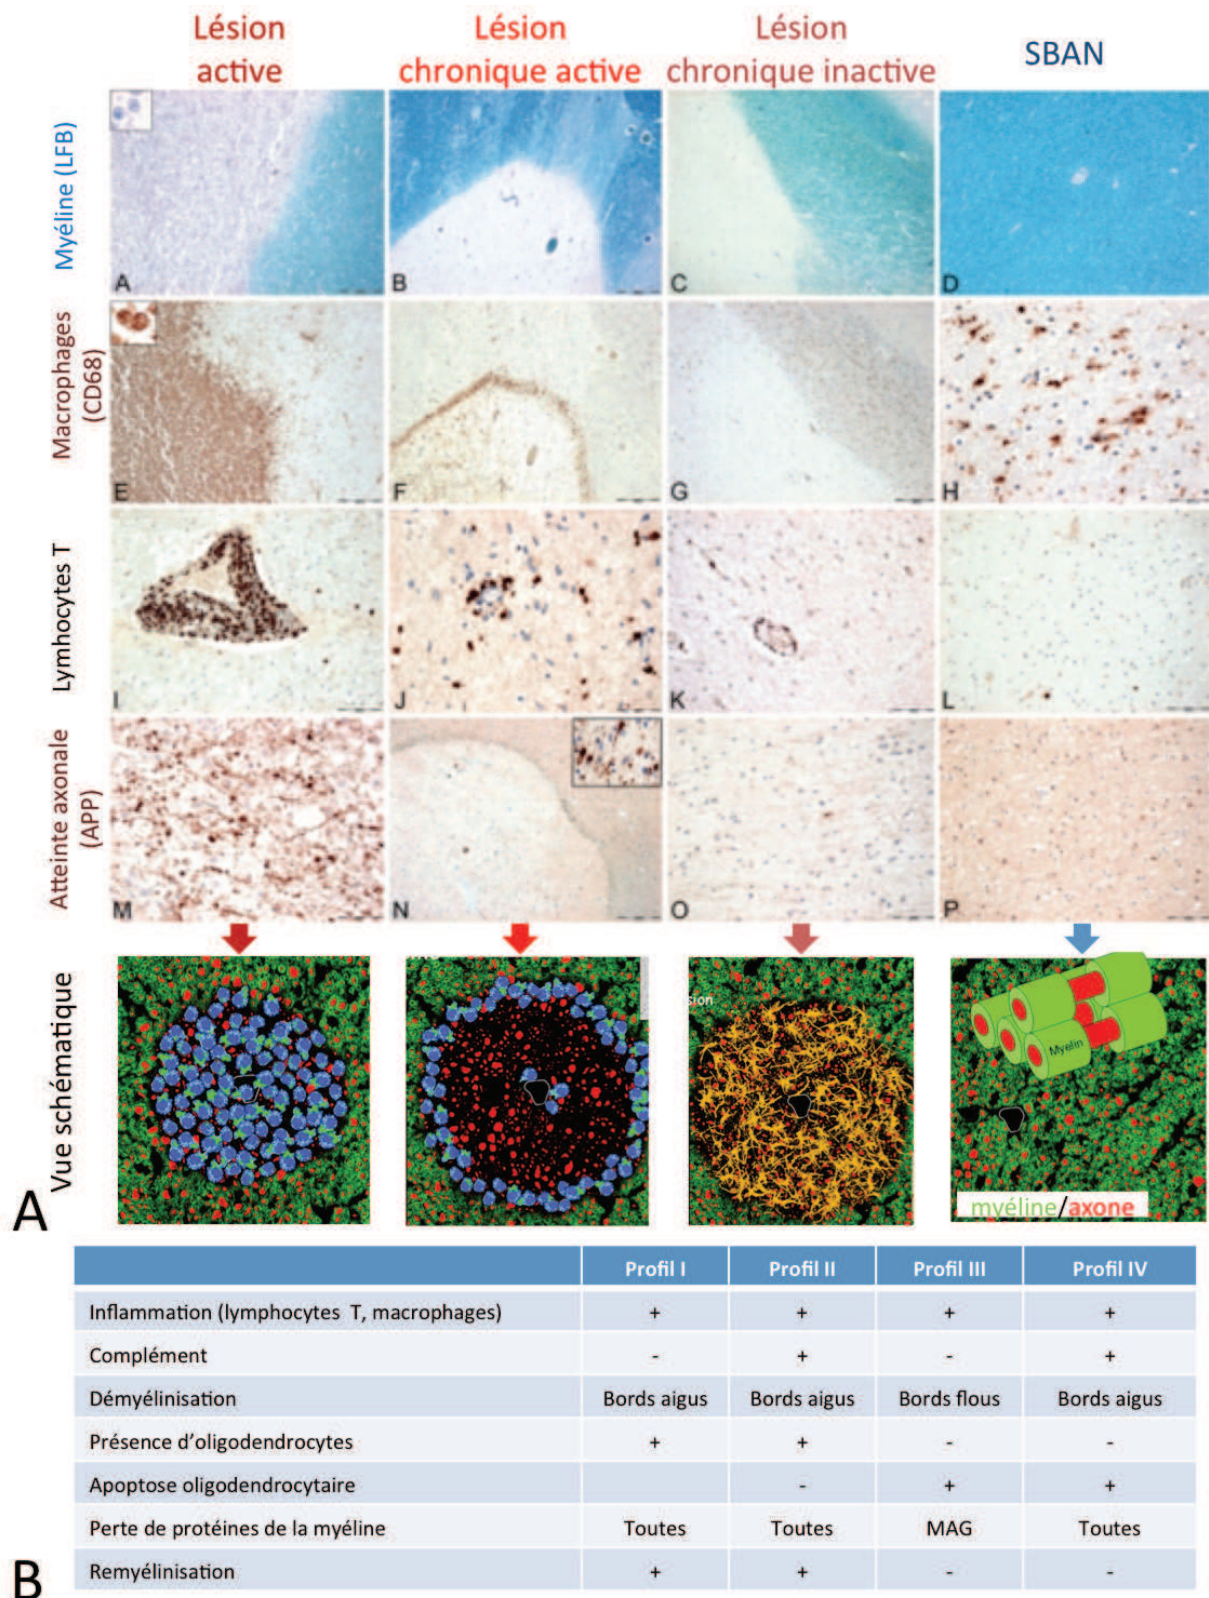 Lésion active
Lésion chronique active
Lésion chronique inactive
SBAN
Myéline (LFB)
A
B
C
D
Macrophages (CD68)
E
F
G
H
Lymhocytes T
I
J
K
L
Atteinte axonale (APP)
M
N
O
P
Vue schématique
sion
Myelin
myéline/axone
A
Profil I Profil II Profil III Profil IV
Inflammation (lymphocytes T, macrophages) + + + +
Complément - + - +
Démyélinisation Bords aigus Bords aigus Bords flous Bords aigus
Présence d'oligodendrocytes + + - -
Apoptose oligodendrocytaire - + +
Perte de protéines de la myéline Toutes Toutes MAG Toutes
Remyélinisation + + - -
B